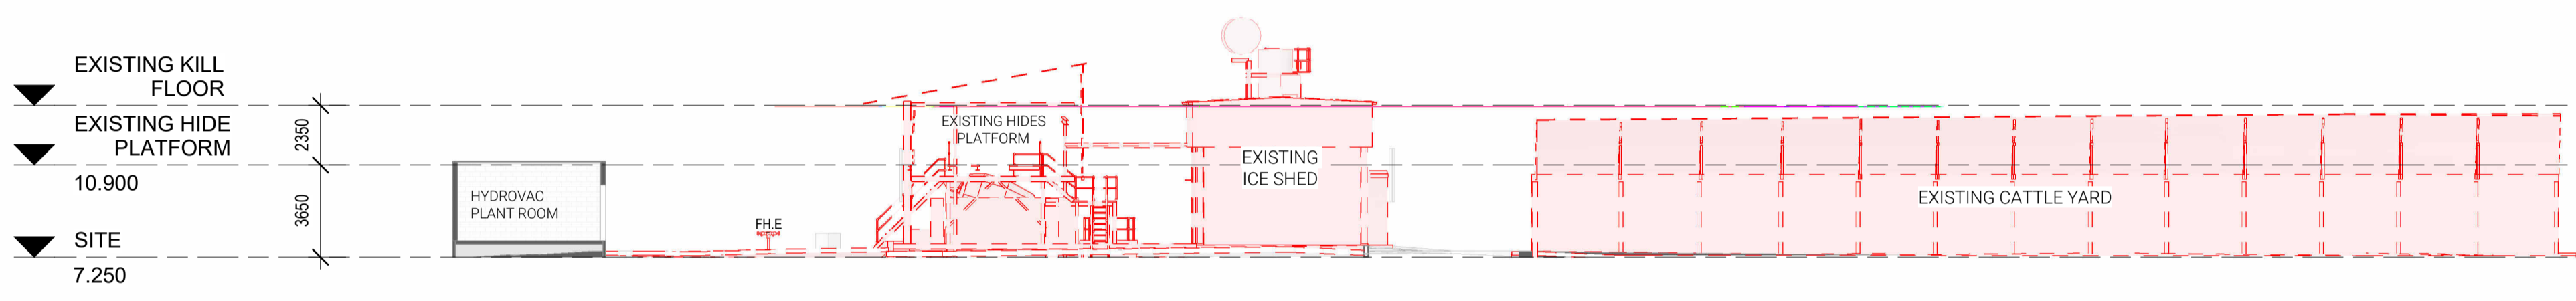 EXISTING KILL
FLOOR
EXISTING HIDE
PLATFORM
10.900
SITE
7.250
2350
3650
HYDROVAC
PLANT ROOM
FH.E
EXISTING HIDES
PLATFORM
EXISTING
ICE SHED
EXISTING CATTLE YARD